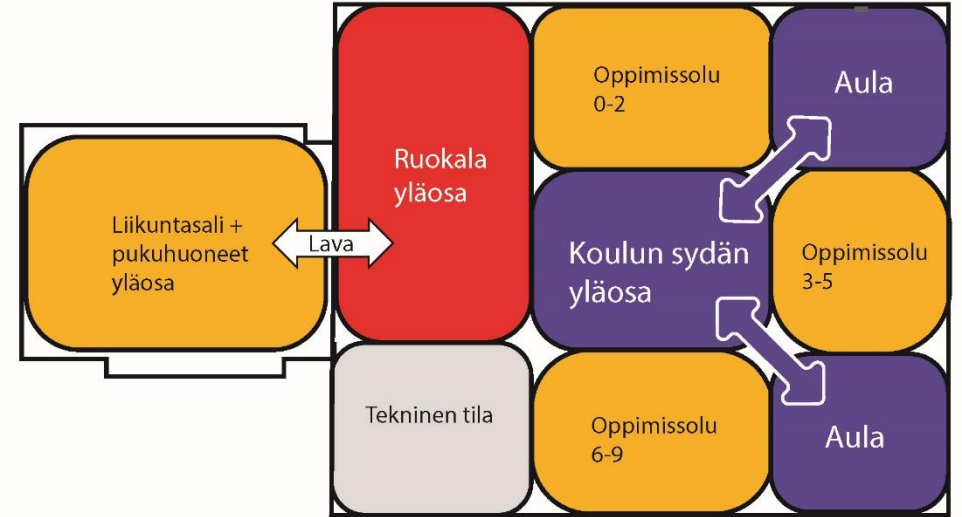 Liikuntasali +
pukuhuoneet
yläosa
Lava
Ruokala
yläosa
Tekninen tila
Oppimissolu
0-2
Koulun sydän
yläosa
Oppimissolu
6-9
Aula
Oppimissolu
3-5
Aula